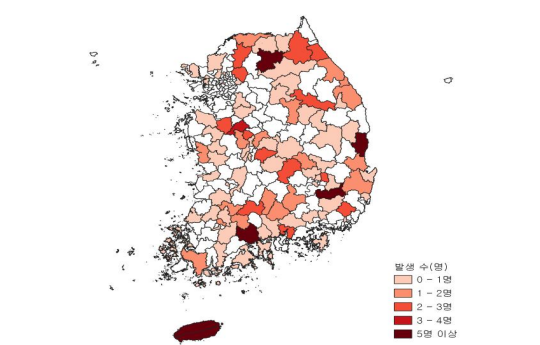 발생 수(명)
0 - 1명
1 - 2명
2 - 3명
3 - 4명
5명 이상